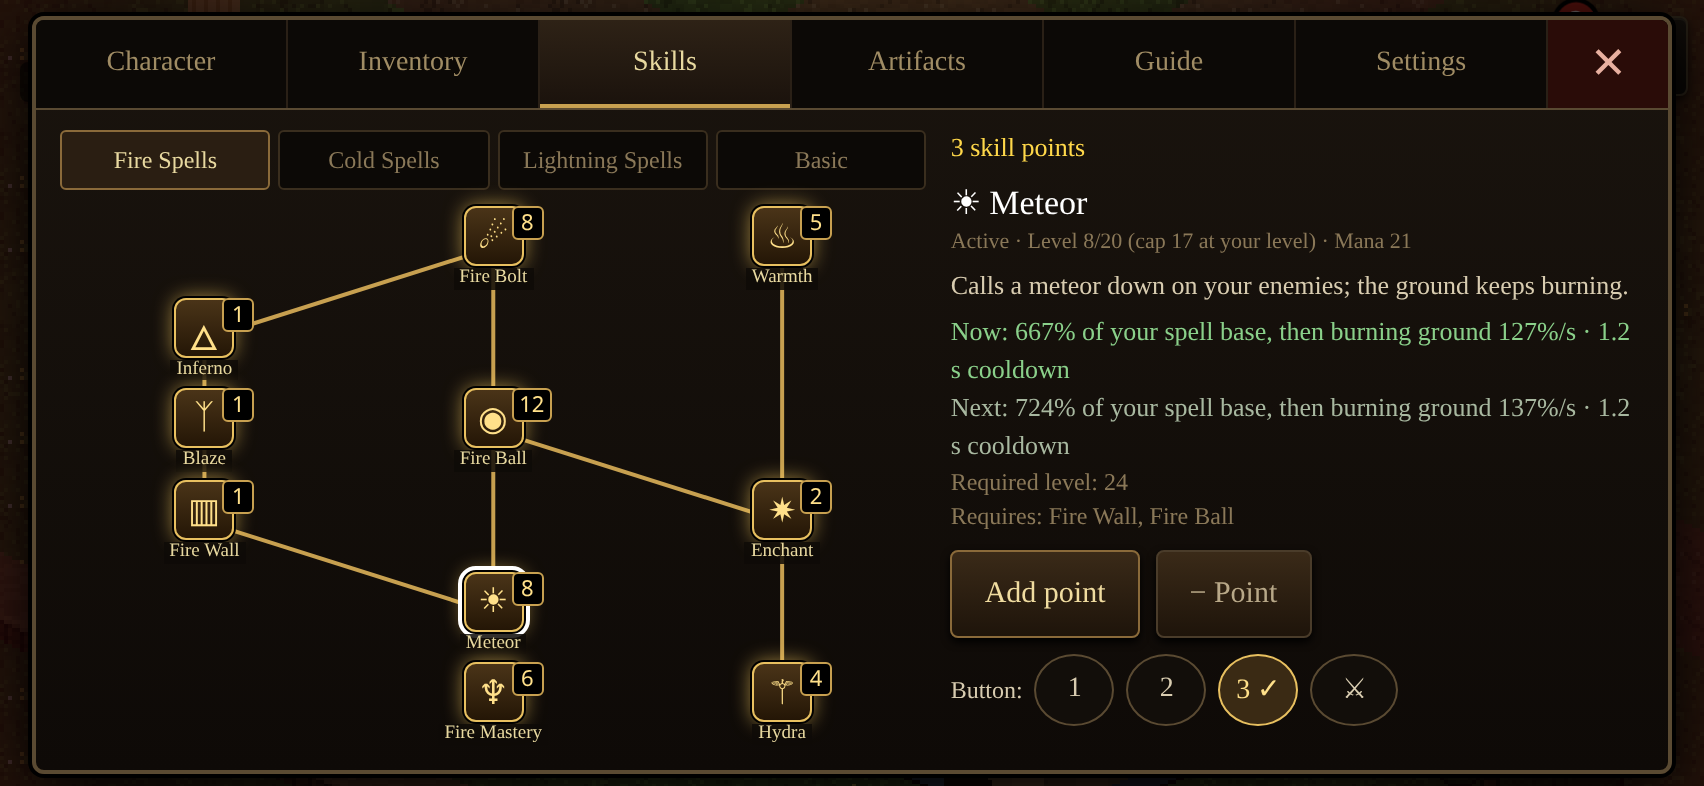 Character
Inventory
Skills
Artifacts
Guide
Settings
✕
Fire Spells
Cold Spells
Lightning Spells
Basic
8
Fire Bolt
5
Warmth
1
Inferno
1
Blaze
12
Fire Ball
1
Fire Wall
2
Enchant
8
Meteor
6
Fire Mastery
4
Hydra
3 skill points
☀ Meteor
Active · Level 8/20 (cap 17 at your level) · Mana 21
Calls a meteor down on your enemies; the ground keeps burning.
Now: 667% of your spell base, then burning ground 127%/s · 1.2
s cooldown
Next: 724% of your spell base, then burning ground 137%/s · 1.2
s cooldown
Required level: 24
Requires: Fire Wall, Fire Ball
Add point
− Point
Button:
1
2
3 ✓
⚔